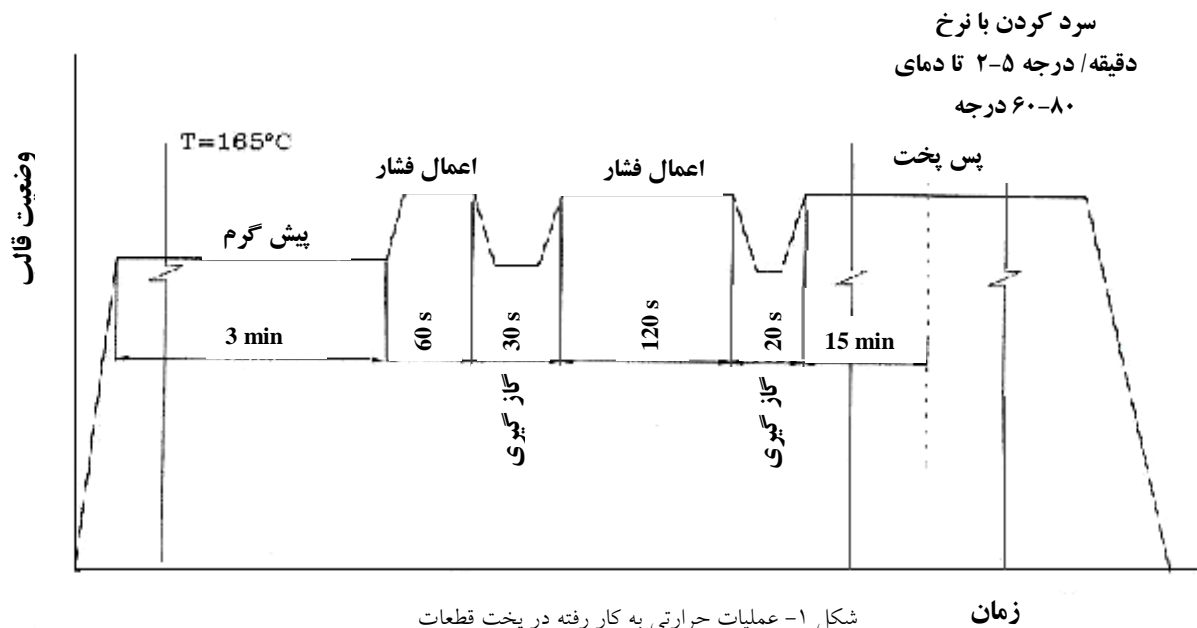 سرد کردن با نرخ
۲-۵ درجه /دقیقه تا دمای
۶۰-۸۰ درجه
T=165°C
وضعیت قالب
اعمال فشار
اعمال فشار
پس پخت
پیش گرم
3 min
60 s
30 s
120 s
20 s
15 min
گاز گیری
گاز گیری
زمان
شکل ۱- عملیات حرارتی به کار رفته در پخت قطعات